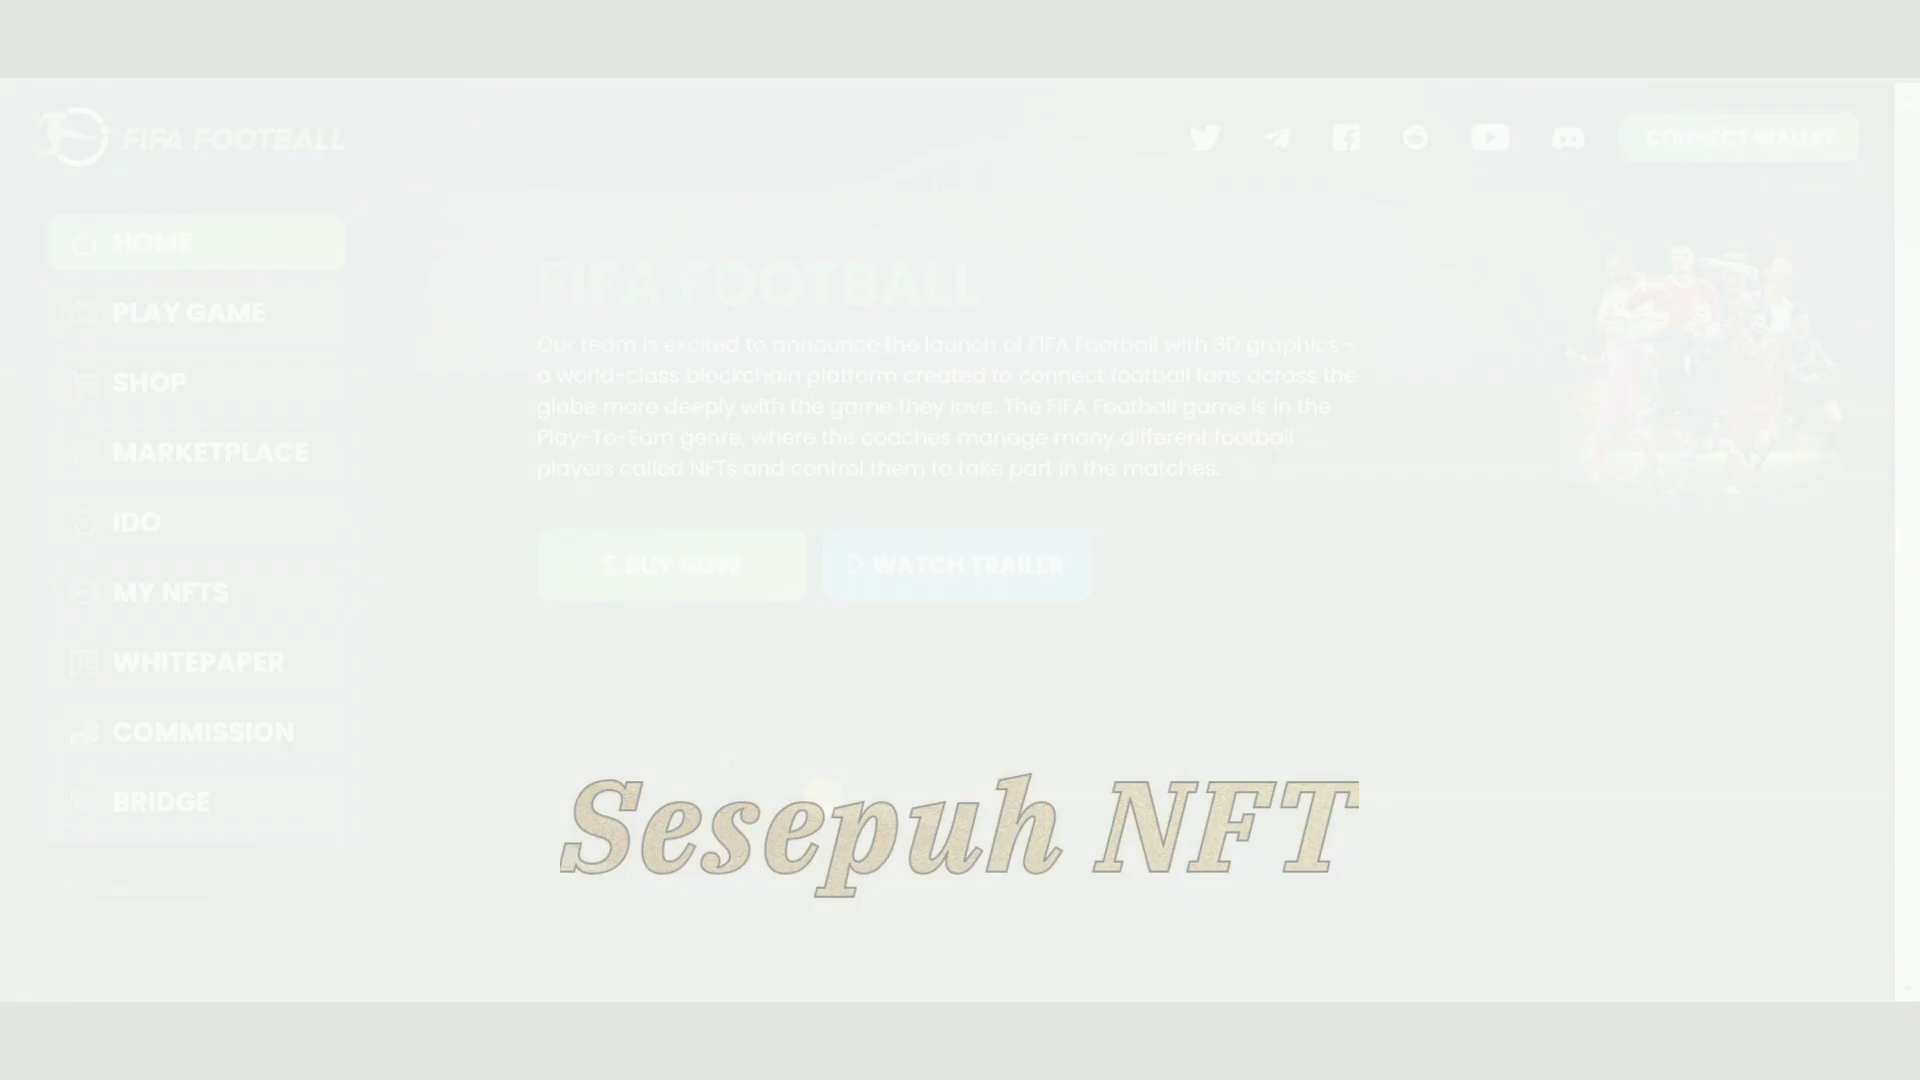 FIFA FOOTBALL
CONNECT WALLET
HOME
PLAY GAME
SHOP
MARKETPLACE
IDO
MY NFTS
WHITEPAPER
COMMISSION
BRIDGE
FIFA FOOTBALL
Our team is excited to announce the launch of FIFA Football with 3D graphics -
a world-class blockchain platform created to connect football fans across the
globe more deeply with the game they love. The FIFA Football game is in the
Play-To-Earn genre, where the coaches manage many different football
players called NFTs and control them to take part in the matches.
$ BUY NOW
WATCH TRAILER
Sesepuh NFT